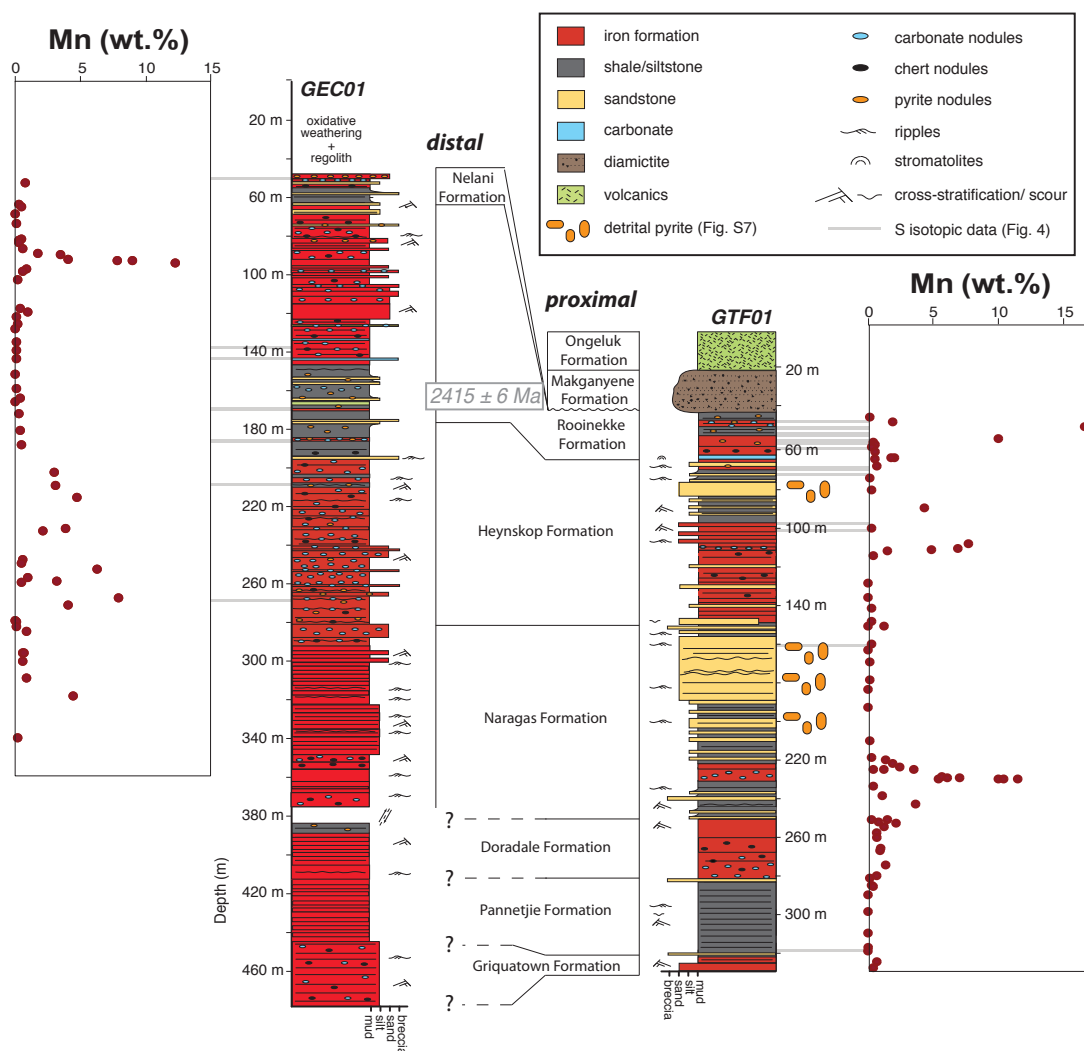 Mn (wt.%)
0
5
10
15
GEC01
oxidative
weathering
+
regolith
20 m
60 m
100 m
140 m
180 m
220 m
260 m
300 m
340 m
380 m
420 m
460 m
Depth (m)
mud
silt
sand
breccia
distal
Nelani
Formation
proximal
Ongeluk
Formation
Makganyene
Formation
2415 ± 6 Ma
Rooinekke
Formation
Heynskop Formation
Naragas Formation
?
Doradale Formation
?
Pannetjie Formation
?
Griquatown Formation
?
iron formation
shale/siltstone
sandstone
carbonate
diamictite
volcanics
detrital pyrite (Fig. S7)
carbonate nodules
chert nodules
pyrite nodules
ripples
stromatolites
cross-stratification/ scour
S isotopic data (Fig. 4)
GTF01
20 m
60 m
100 m
140 m
220 m
260 m
300 m
breccia
sand
silt
mud
Mn (wt.%)
0
5
10
15